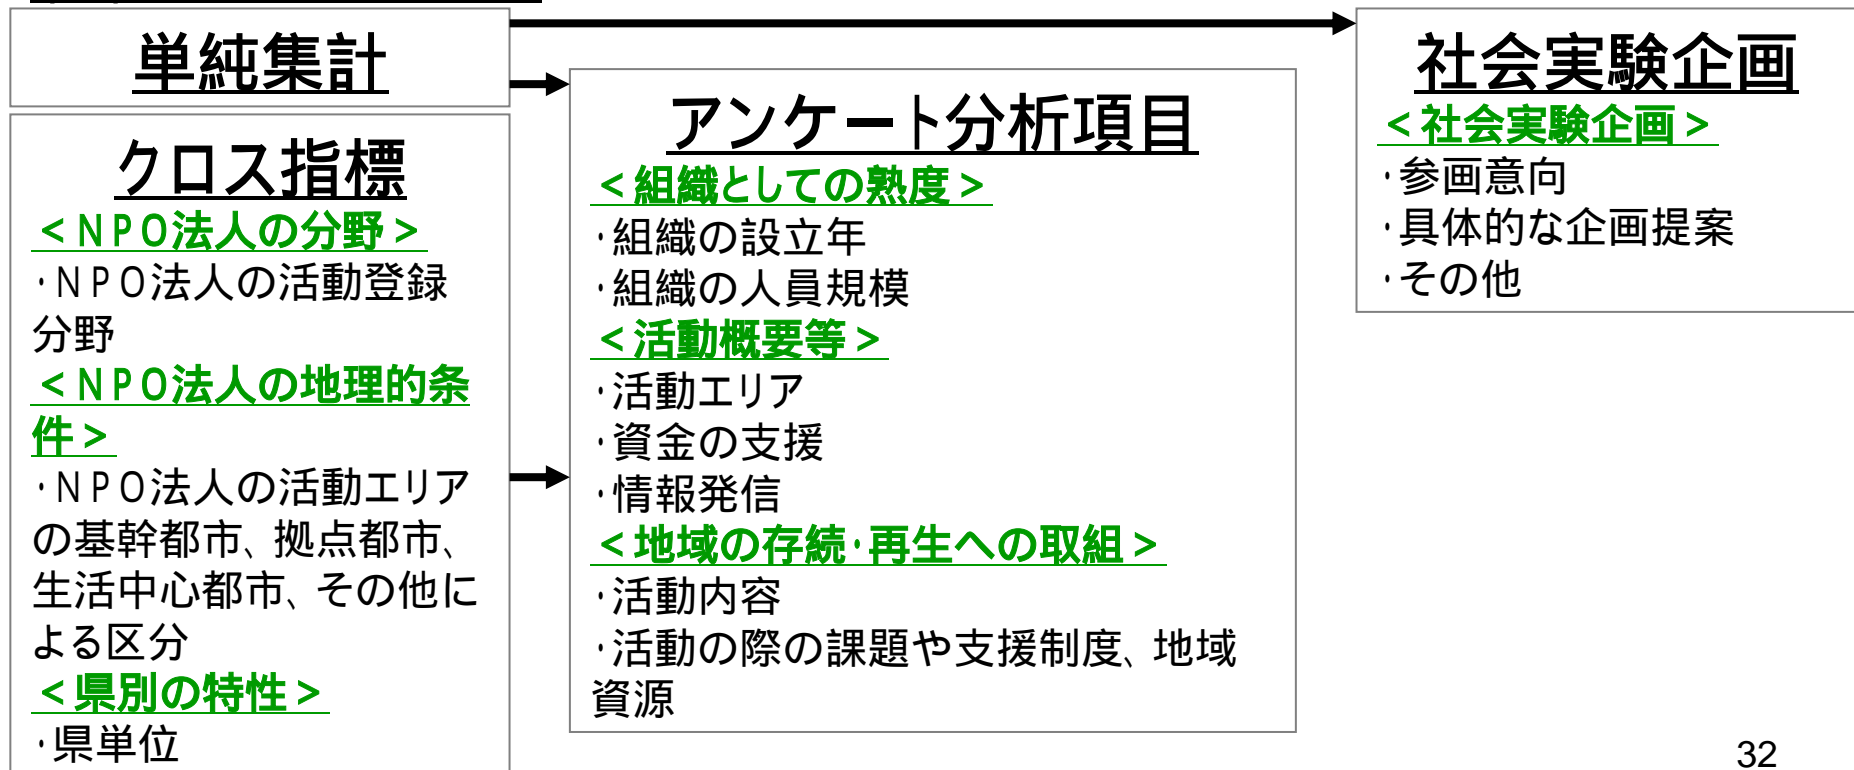 単純集計
クロス指標
＜ＮＰＯ法人の分野＞
・ＮＰＯ法人の活動登録
分野
＜ＮＰＯ法人の地理的条
件＞
・ＮＰＯ法人の活動エリア
の基幹都市、拠点都市、
生活中心都市、その他に
よる区分
＜県別の特性＞
・県単位
アンケート分析項目
＜組織としての熟度＞
・組織の設立年
・組織の人員規模
＜活動概要等＞
・活動エリア
・資金の支援
・情報発信
＜地域の存続・再生への取組＞
・活動内容
・活動の際の課題や支援制度、地域
資源
社会実験企画
＜社会実験企画＞
・参画意向
・具体的な企画提案
・その他
32